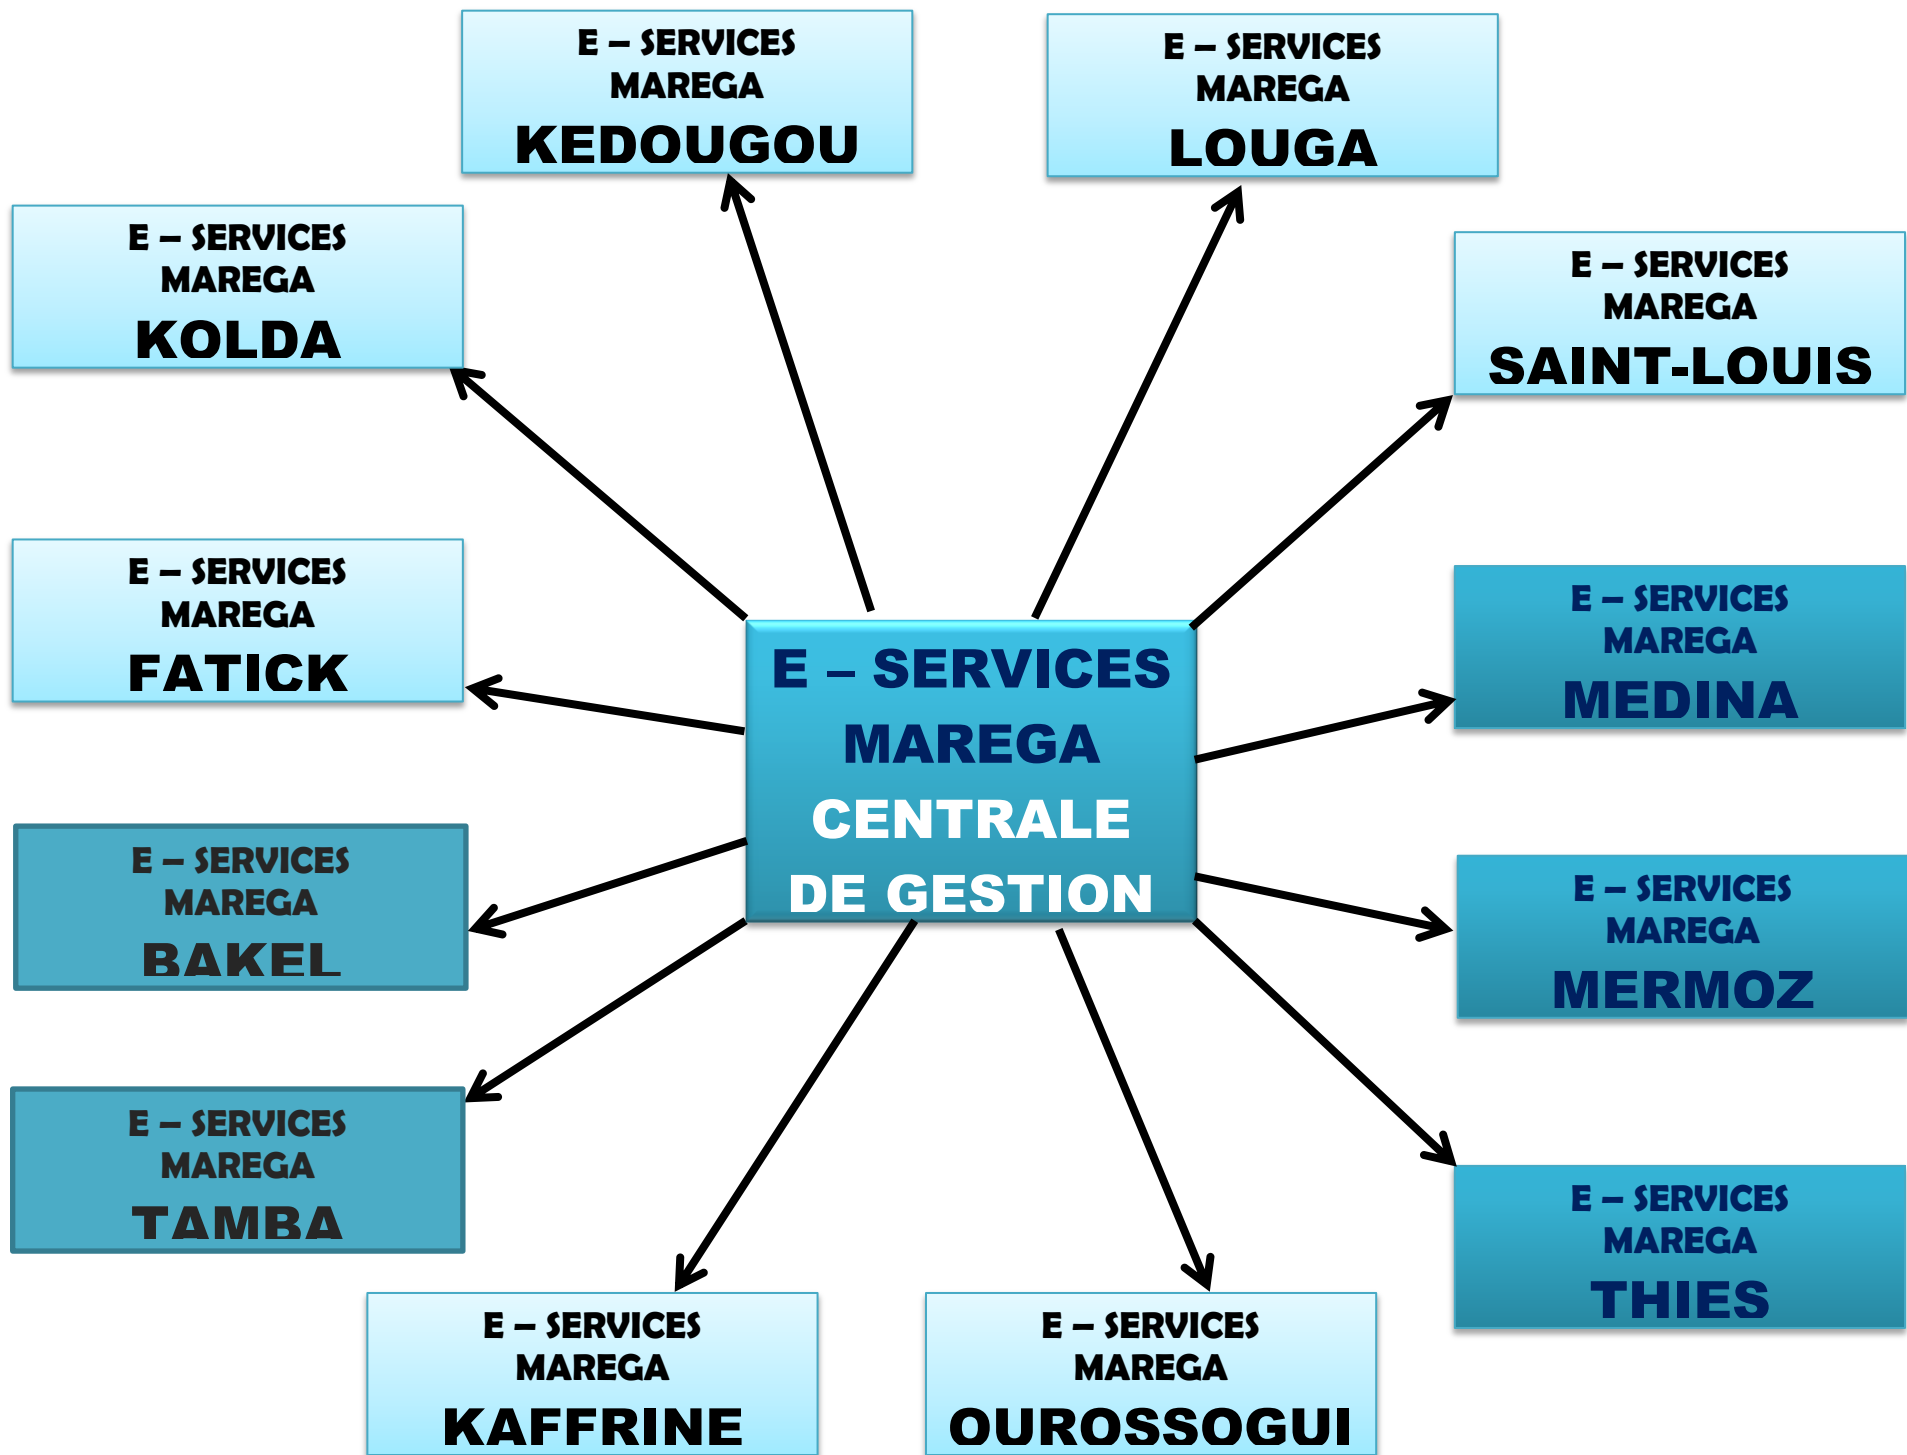 E – SERVICES
MAREGA
KEDOUGOU
E – SERVICES
MAREGA
LOUGA
E – SERVICES
MAREGA
KOLDA
E – SERVICES
MAREGA
SAINT-LOUIS
E – SERVICES
MAREGA
FATICK
E – SERVICES
MAREGA
MEDINA
E – SERVICES
MAREGA
CENTRALE
DE GESTION
E – SERVICES
MAREGA
BAKEL
E – SERVICES
MAREGA
MERMOZ
E – SERVICES
MAREGA
TAMBA
E – SERVICES
MAREGA
THIES
E – SERVICES
MAREGA
KAFFRINE
E – SERVICES
MAREGA
OUROSSOGUI